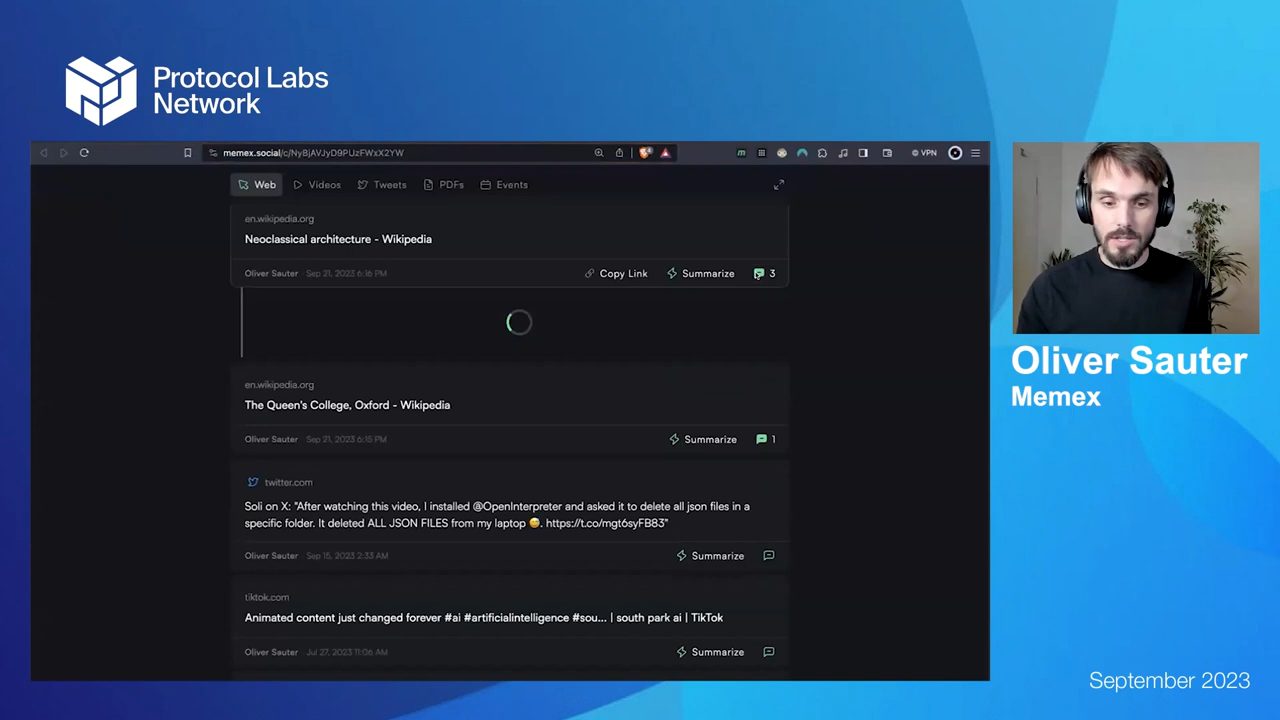 Protocol Labs
Network
memex.social/c/NyBjAVJyD9PUzFWxX2YW
VPN
Web
Videos
Tweets
PDFs
Events
en.wikipedia.org
Neoclassical architecture - Wikipedia
Oliver Sauter Sep 21, 2023 6:16 PM
Copy Link
Summarize
3
en.wikipedia.org
The Queen's College, Oxford - Wikipedia
Oliver Sauter Sep 21, 2023 6:15 PM
Summarize
1
twitter.com
Soli on X: "After watching this video, I installed @OpenInterpreter and asked it to delete all json files in a
specific folder. It deleted ALL JSON FILES from my laptop 😅. https://t.co/mgt6syFB83"
Oliver Sauter Sep 15, 2023 2:33 AM
Summarize
tiktok.com
Animated content just changed forever #ai #artificialintelligence #sou... | south park ai | TikTok
Oliver Sauter Jul 27, 2023 11:06 AM
Summarize
Oliver Sauter
Memex
September 2023